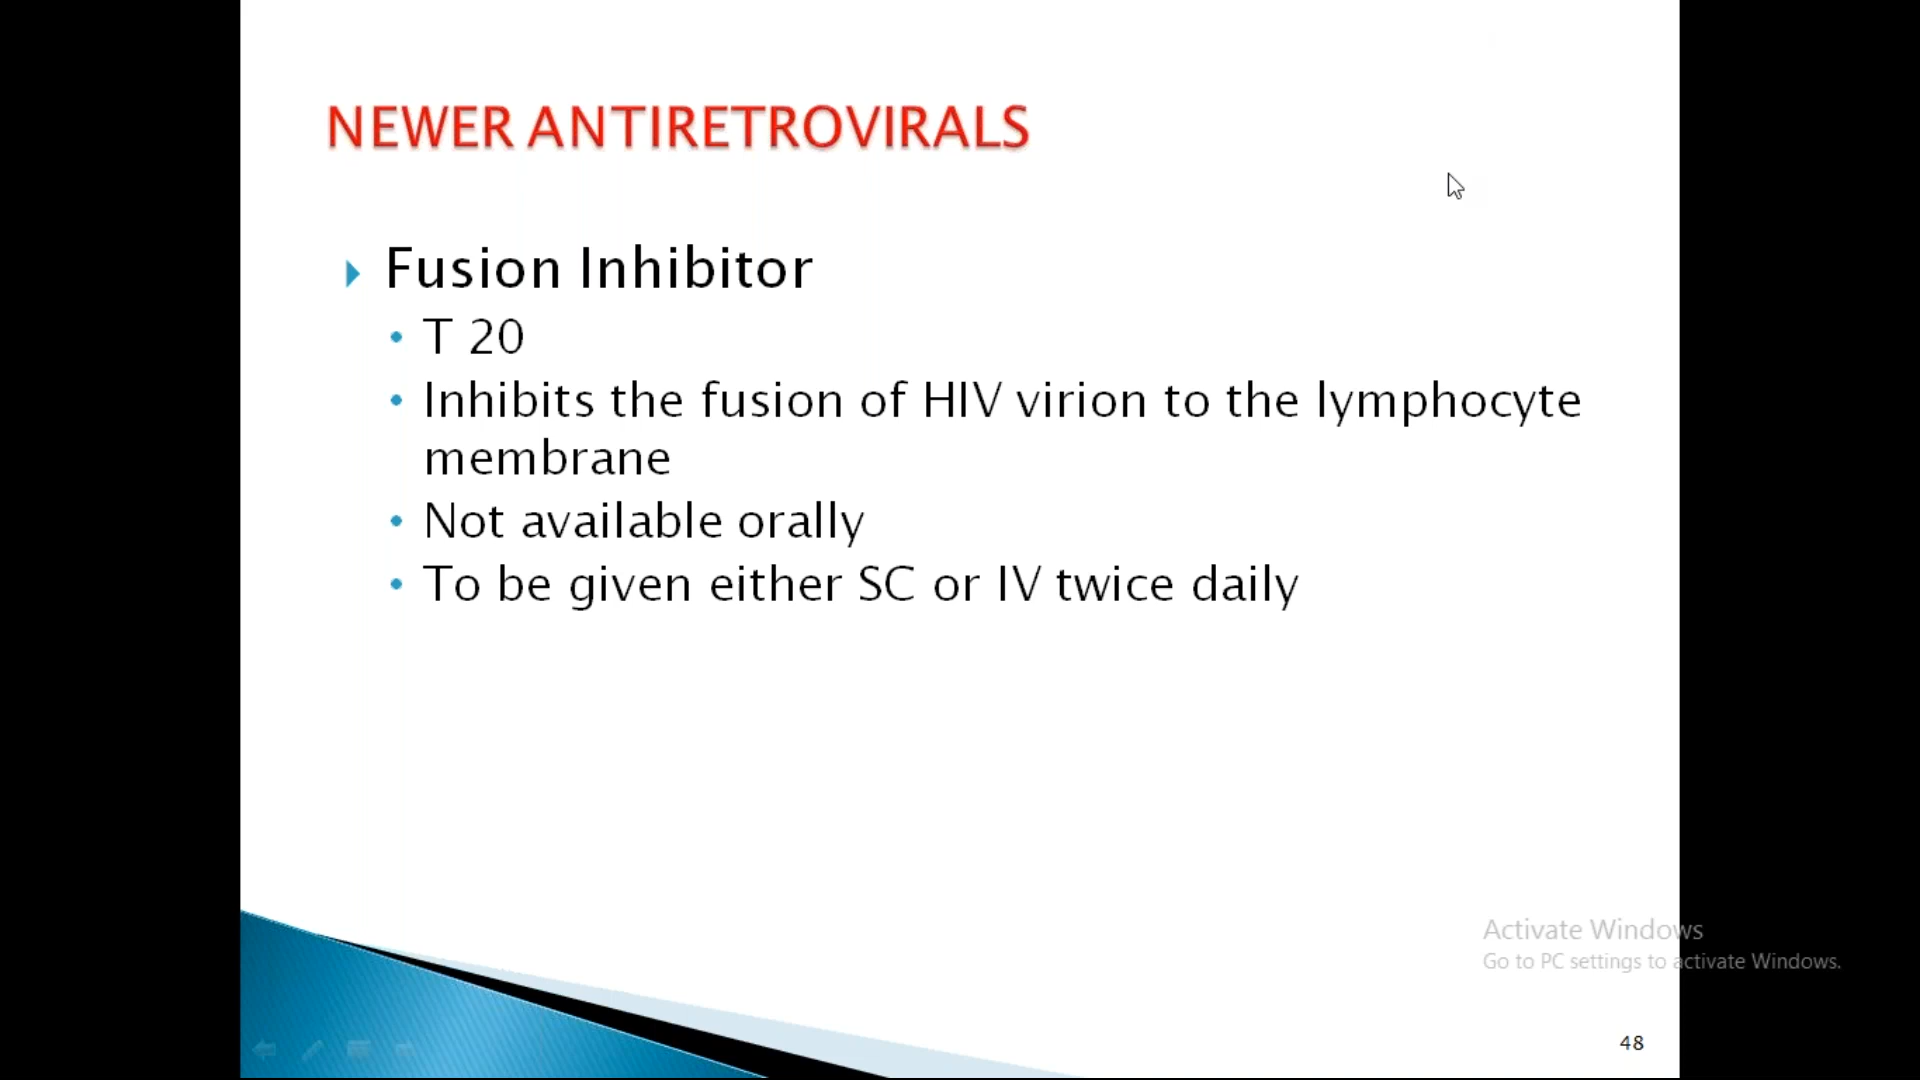 NEWER ANTIRETROVIRALS
Fusion Inhibitor
• T 20
• Inhibits the fusion of HIV virion to the lymphocyte
membrane
• Not available orally
• To be given either SC or IV twice daily
Activate Windows
Go to PC settings to activate Windows.
48